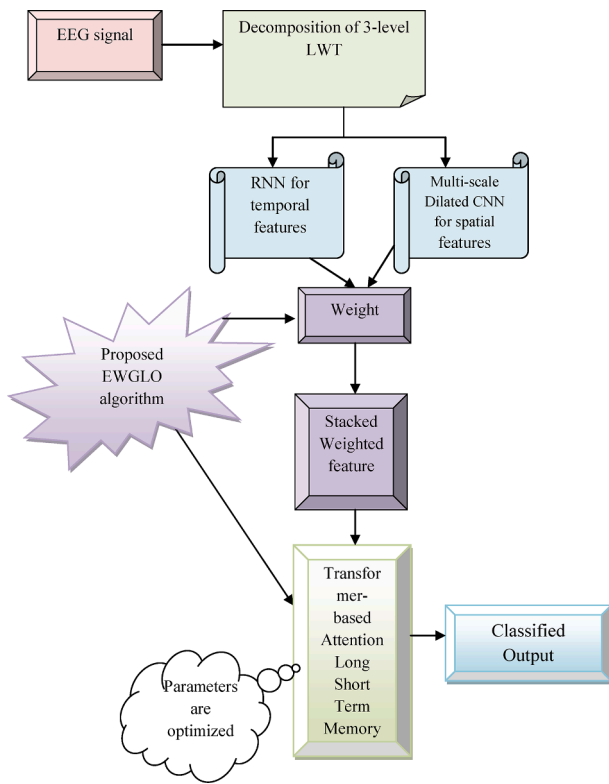 EEG signal
Decomposition of 3-level
LWT
RNN for
temporal
features
Multi-scale
Dilated CNN
for spatial
features
Weight
Proposed
EWGLO
algorithm
Stacked
Weighted
feature
Transfor
mer-
based
Attention
Long
Short
Term
Memory
Classified
Output
Parameters
are
optimized